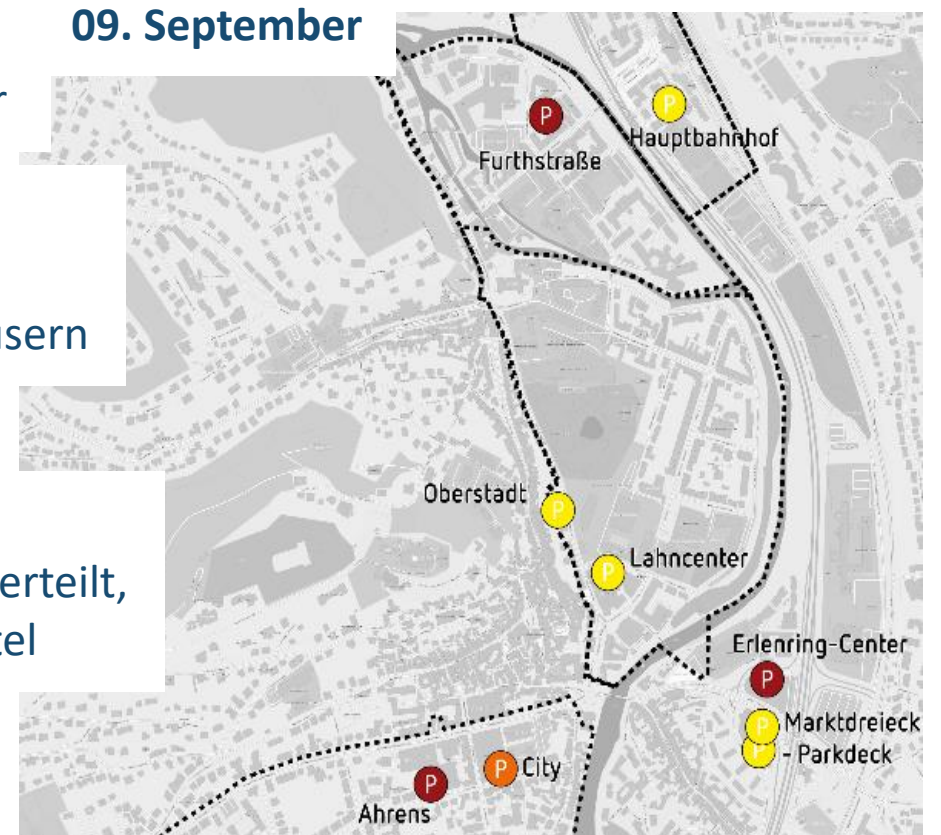 09. September
r
P
P
Hauptbahnhof
Furthstraße
usern
Oberstadt
P
P
Lahncenter
erteilt,
tel
Erlenring-Center
P
P
Marktdreieck
P
- Parkdeck
P
City
P
Ahrens